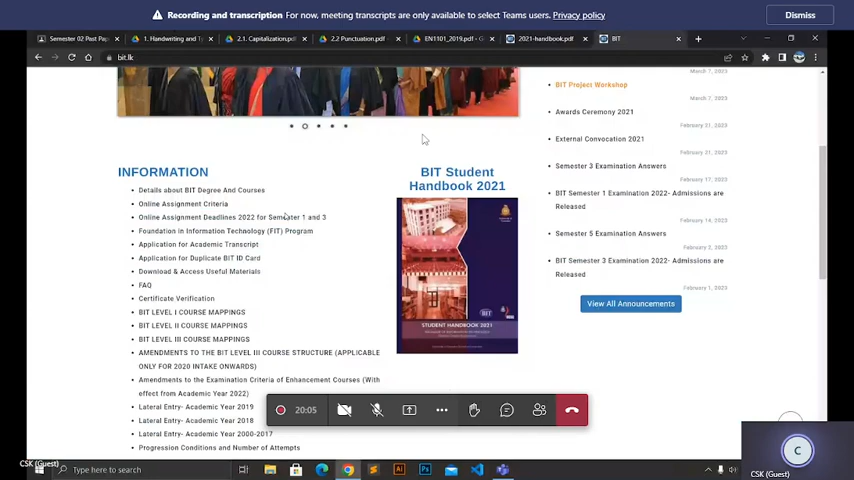 Recording and transcription For now, meeting transcripts are only available to select Teams users. Privacy policy
Dismiss
Semester 02 Past Pap
1. Handwriting and
2.1. Capitalization.pdf
2.2 Punctuation.pdf
EN1101_2019.pdf - G
2021-handbook.pdf
BIT
bit.lk
March 7, 2023
BIT Project Workshop
March 7, 2023
Awards Ceremony 2021
February 21, 2023
External Convocation 2021
February 21, 2023
Semester 3 Examination Answers
February 17, 2023
BIT Semester 1 Examination 2022- Admissions are
Released
February 14, 2023
Semester 5 Examination Answers
February 2, 2023
BIT Semester 3 Examination 2022- Admissions are
Released
February 1, 2023
View All Announcements
INFORMATION
Details about BIT Degree And Courses
Online Assignment Criteria
Online Assignment Deadlines 2022 for Semester 1 and 3
Foundation in Information Technology (FIT) Program
Application for Academic Transcript
Application for Duplicate BIT ID Card
Download & Access Useful Materials
FAQ
Certificate Verification
BIT LEVEL I COURSE MAPPINGS
BIT LEVEL II COURSE MAPPINGS
BIT LEVEL III COURSE MAPPINGS
AMENDMENTS TO THE BIT LEVEL III COURSE STRUCTURE (APPLICABLE
ONLY FOR 2020 INTAKE ONWARDS)
Amendments to the Examination Criteria of Enhancement Courses (With
effect from Academic Year 2022)
Lateral Entry- Academic Year 2019
Lateral Entry- Academic Year 2018
Lateral Entry- Academic Year 2000-2017
Progression Conditions and Number of Attempts
BIT Student
Handbook 2021
BIT
STUDENT HANDBOOK 2021
20:05
C
CSK (Guest)
CSK (Guest)
Type here to search
Ai
Ps